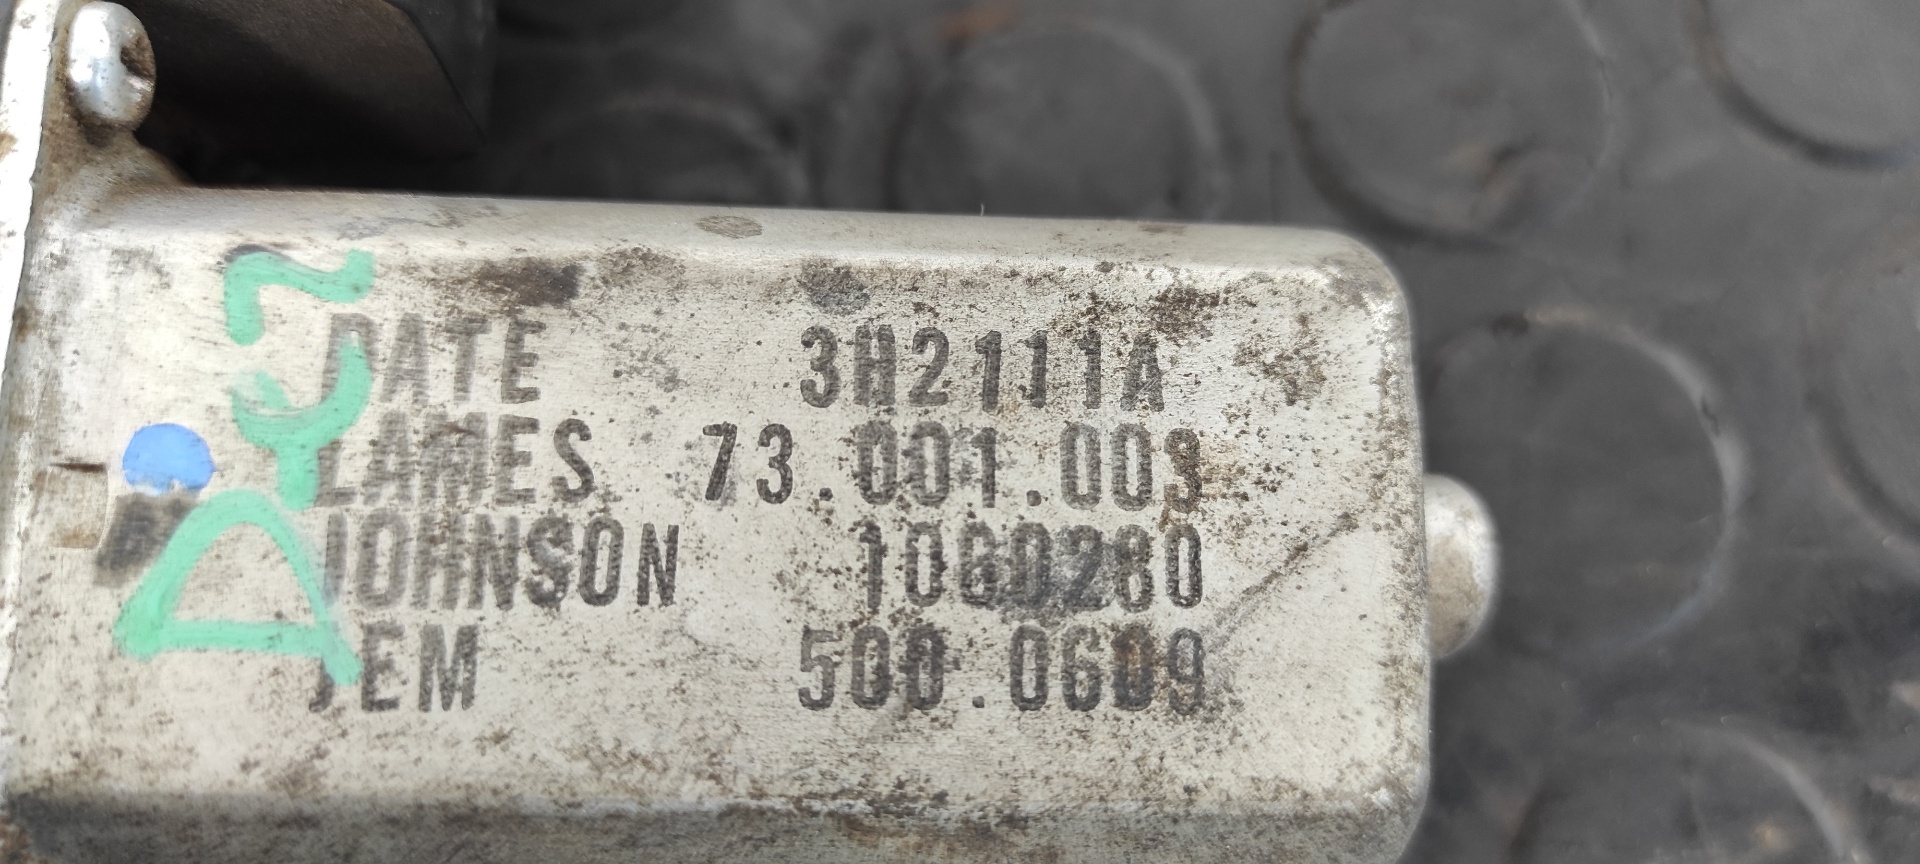 DATE 3H2111A
LAMES 73.001.003
JOHNSON 1060280
JEM 500.0609